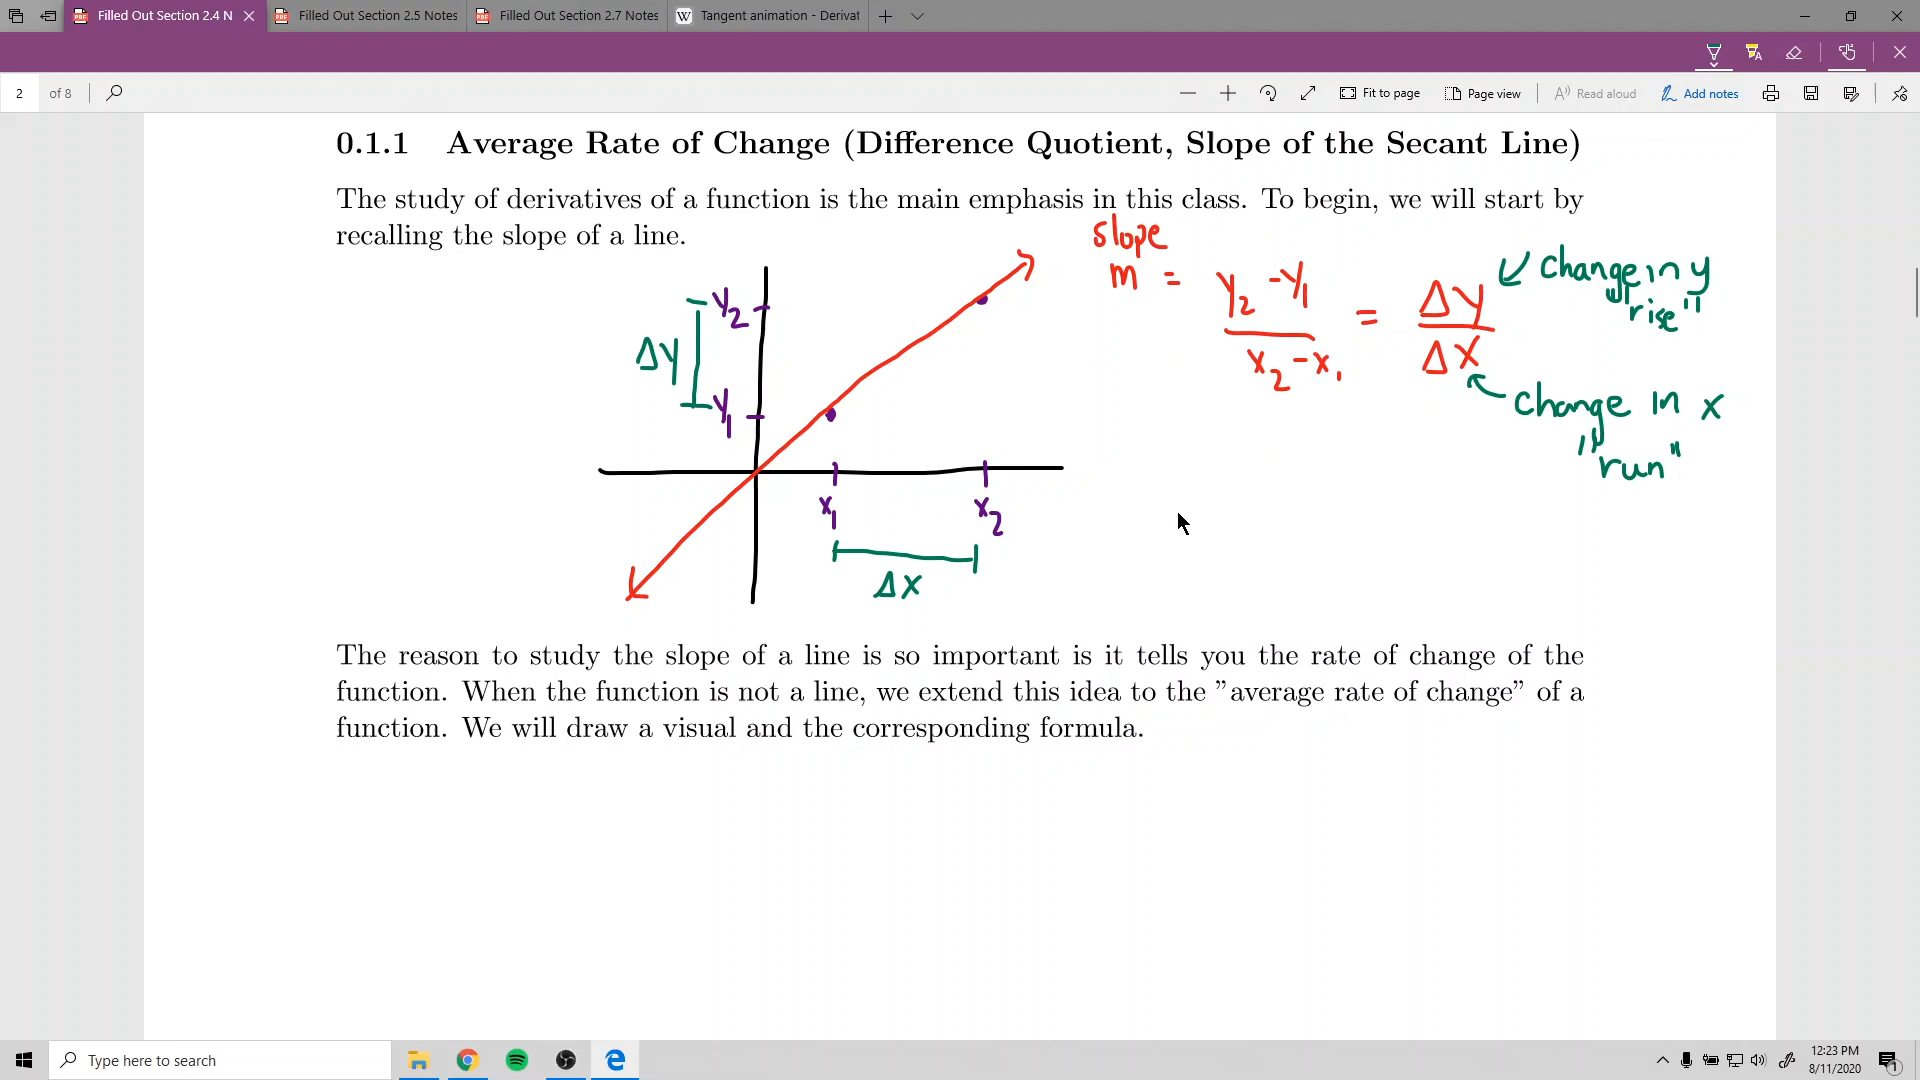 Filled Out Section 2.4 N
Filled Out Section 2.5 Notes
Filled Out Section 2.7 Notes
W Tangent animation - Derivat
2 of 8
Fit to page
Page view
Read aloud
Add notes
0.1.1 Average Rate of Change (Difference Quotient, Slope of the Secant Line)
The study of derivatives of a function is the main emphasis in this class. To begin, we will start by
recalling the slope of a line.
slope
m = y₂ - y₁ / x₂ - x₁ = Δy / Δx
change in y
"rise"
change in x
"run"
y₂
Δy
y₁
x₁ x₂
Δx
The reason to study the slope of a line is so important is it tells you the rate of change of the
function. When the function is not a line, we extend this idea to the ”average rate of change” of a
function. We will draw a visual and the corresponding formula.
Type here to search
12:23 PM
8/11/2020
1